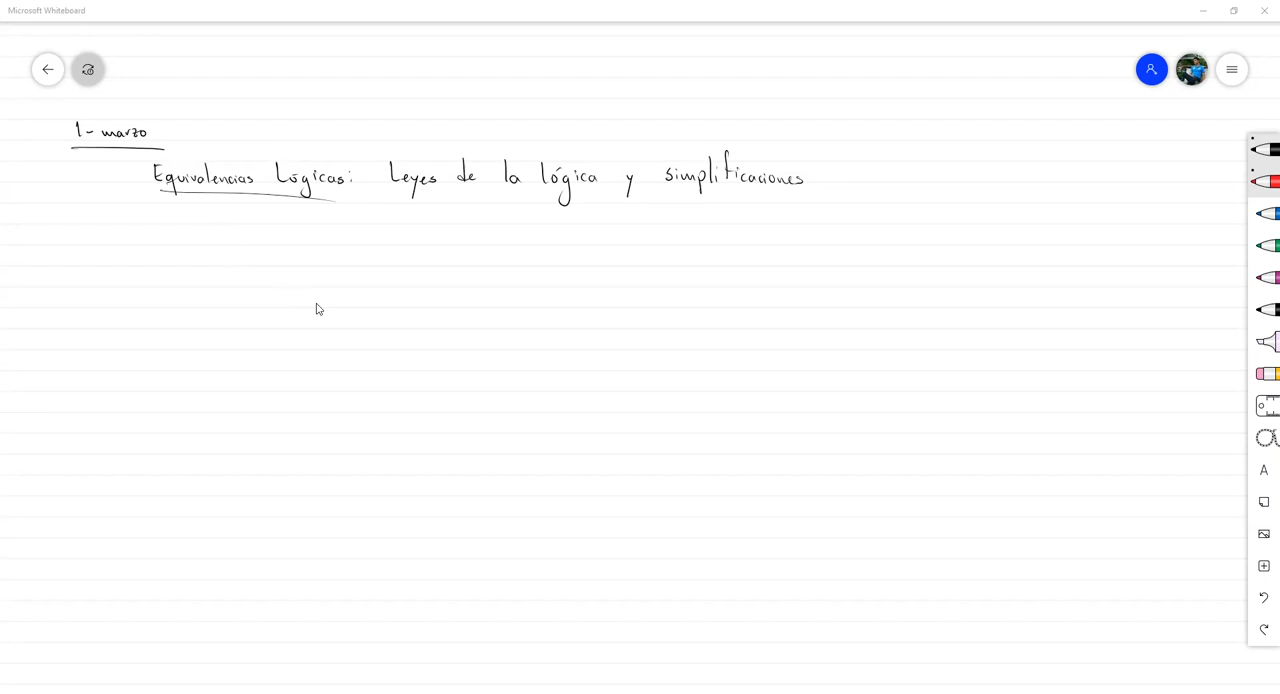 Microsoft Whiteboard
1- marzo
Equivalencias Lógicas: Leyes de la lógica y simplificaciones
A